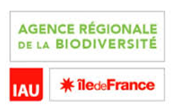 AGENCE RÉGIONALE
DE LA BIODIVERSITÉ
IAU
* îledeFrance